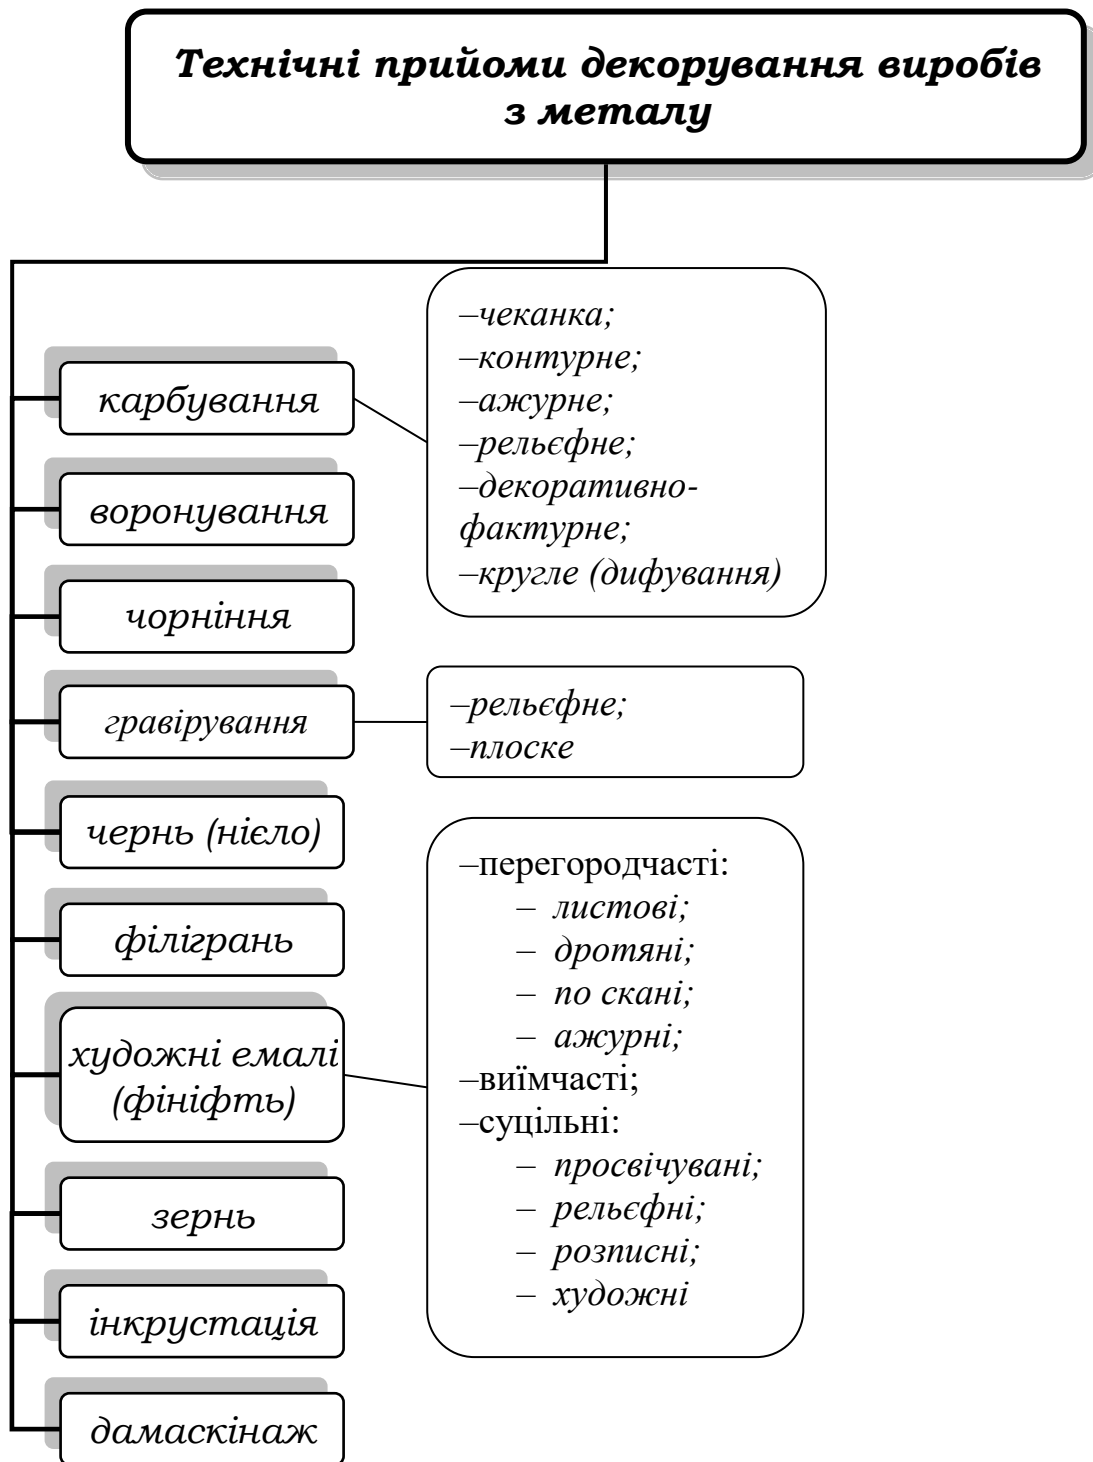 Технічні прийоми декорування виробів
з металу
карбування
–чеканка;
–контурне;
–ажурне;
–рельєфне;
–декоративно-
фактурне;
–кругле (дифування)
воронування
чорніння
гравірування
–рельєфне;
–плоске
чернь (нієло)
філігрань
художні емалі
(фініфть)
–перегородчасті:
– листові;
– дротяні;
– по скані;
– ажурні;
–виїмчасті;
–суцільні:
– просвічувані;
– рельєфні;
– розписні;
– художні
зернь
інкрустація
дамаскінаж